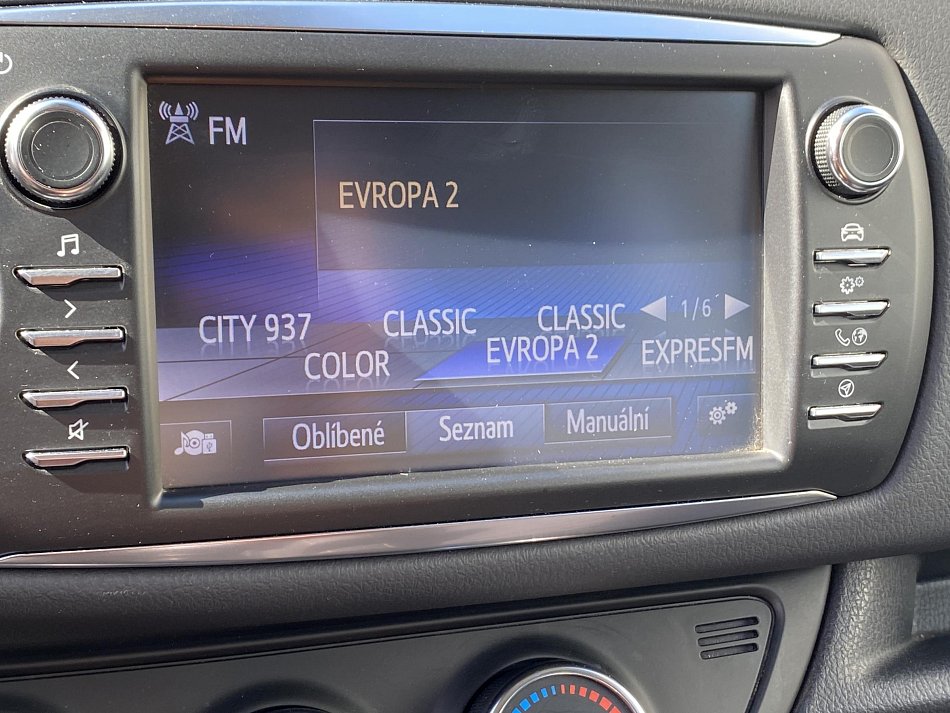 FM
EVROPA 2
CITY 937
CLASSIC
CLASSIC
1/6
COLOR
EVROPA 2
EXPRESFM
Oblíbené
Seznam
Manuální